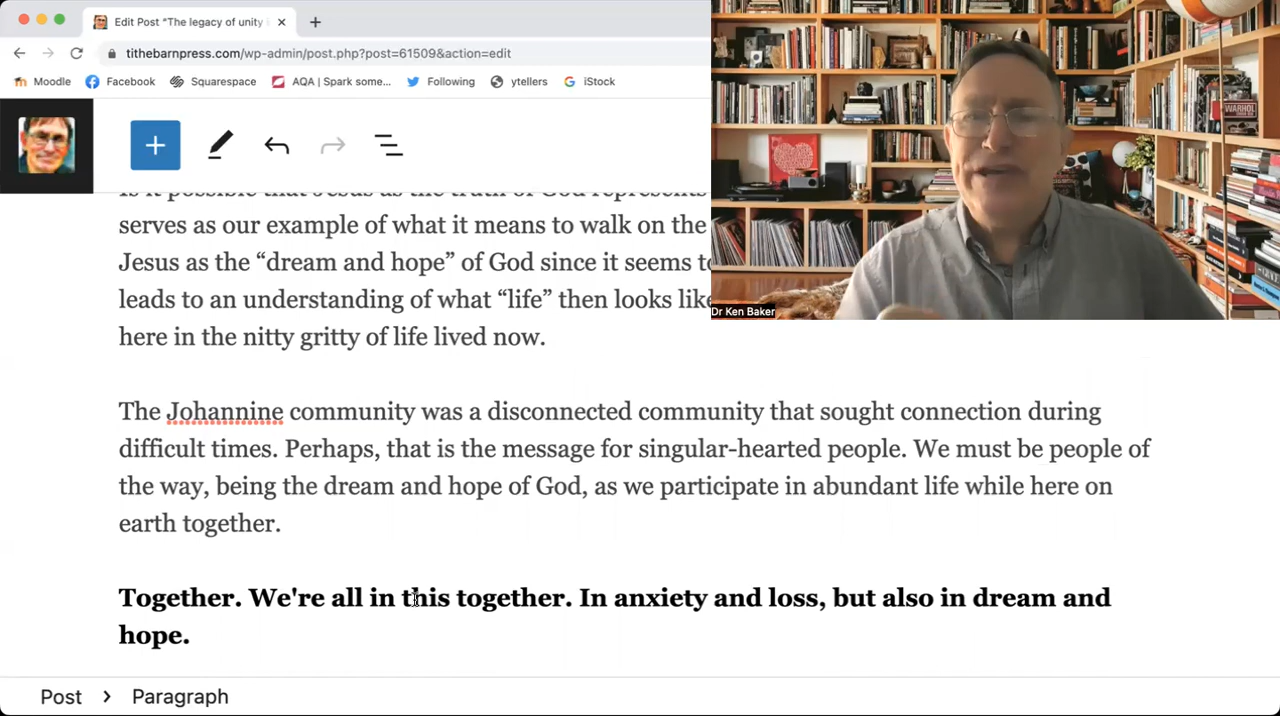 Edit Post “The legacy of unity
tithebarnpress.com/wp-admin/post.php?post=61509&action=edit
Moodle Facebook Squarespace AQA | Spark some... Following ytellers iStock
WARHOL
Dr Ken Baker
serves as our example of what it means to walk on the
Jesus as the “dream and hope” of God since it seems
leads to an understanding of what “life” then looks like
here in the nitty gritty of life lived now.
The Johannine community was a disconnected community that sought connection during
difficult times. Perhaps, that is the message for singular-hearted people. We must be people of
the way, being the dream and hope of God, as we participate in abundant life while here on
earth together.
Together. We're all in this together. In anxiety and loss, but also in dream and
hope.
Post > Paragraph